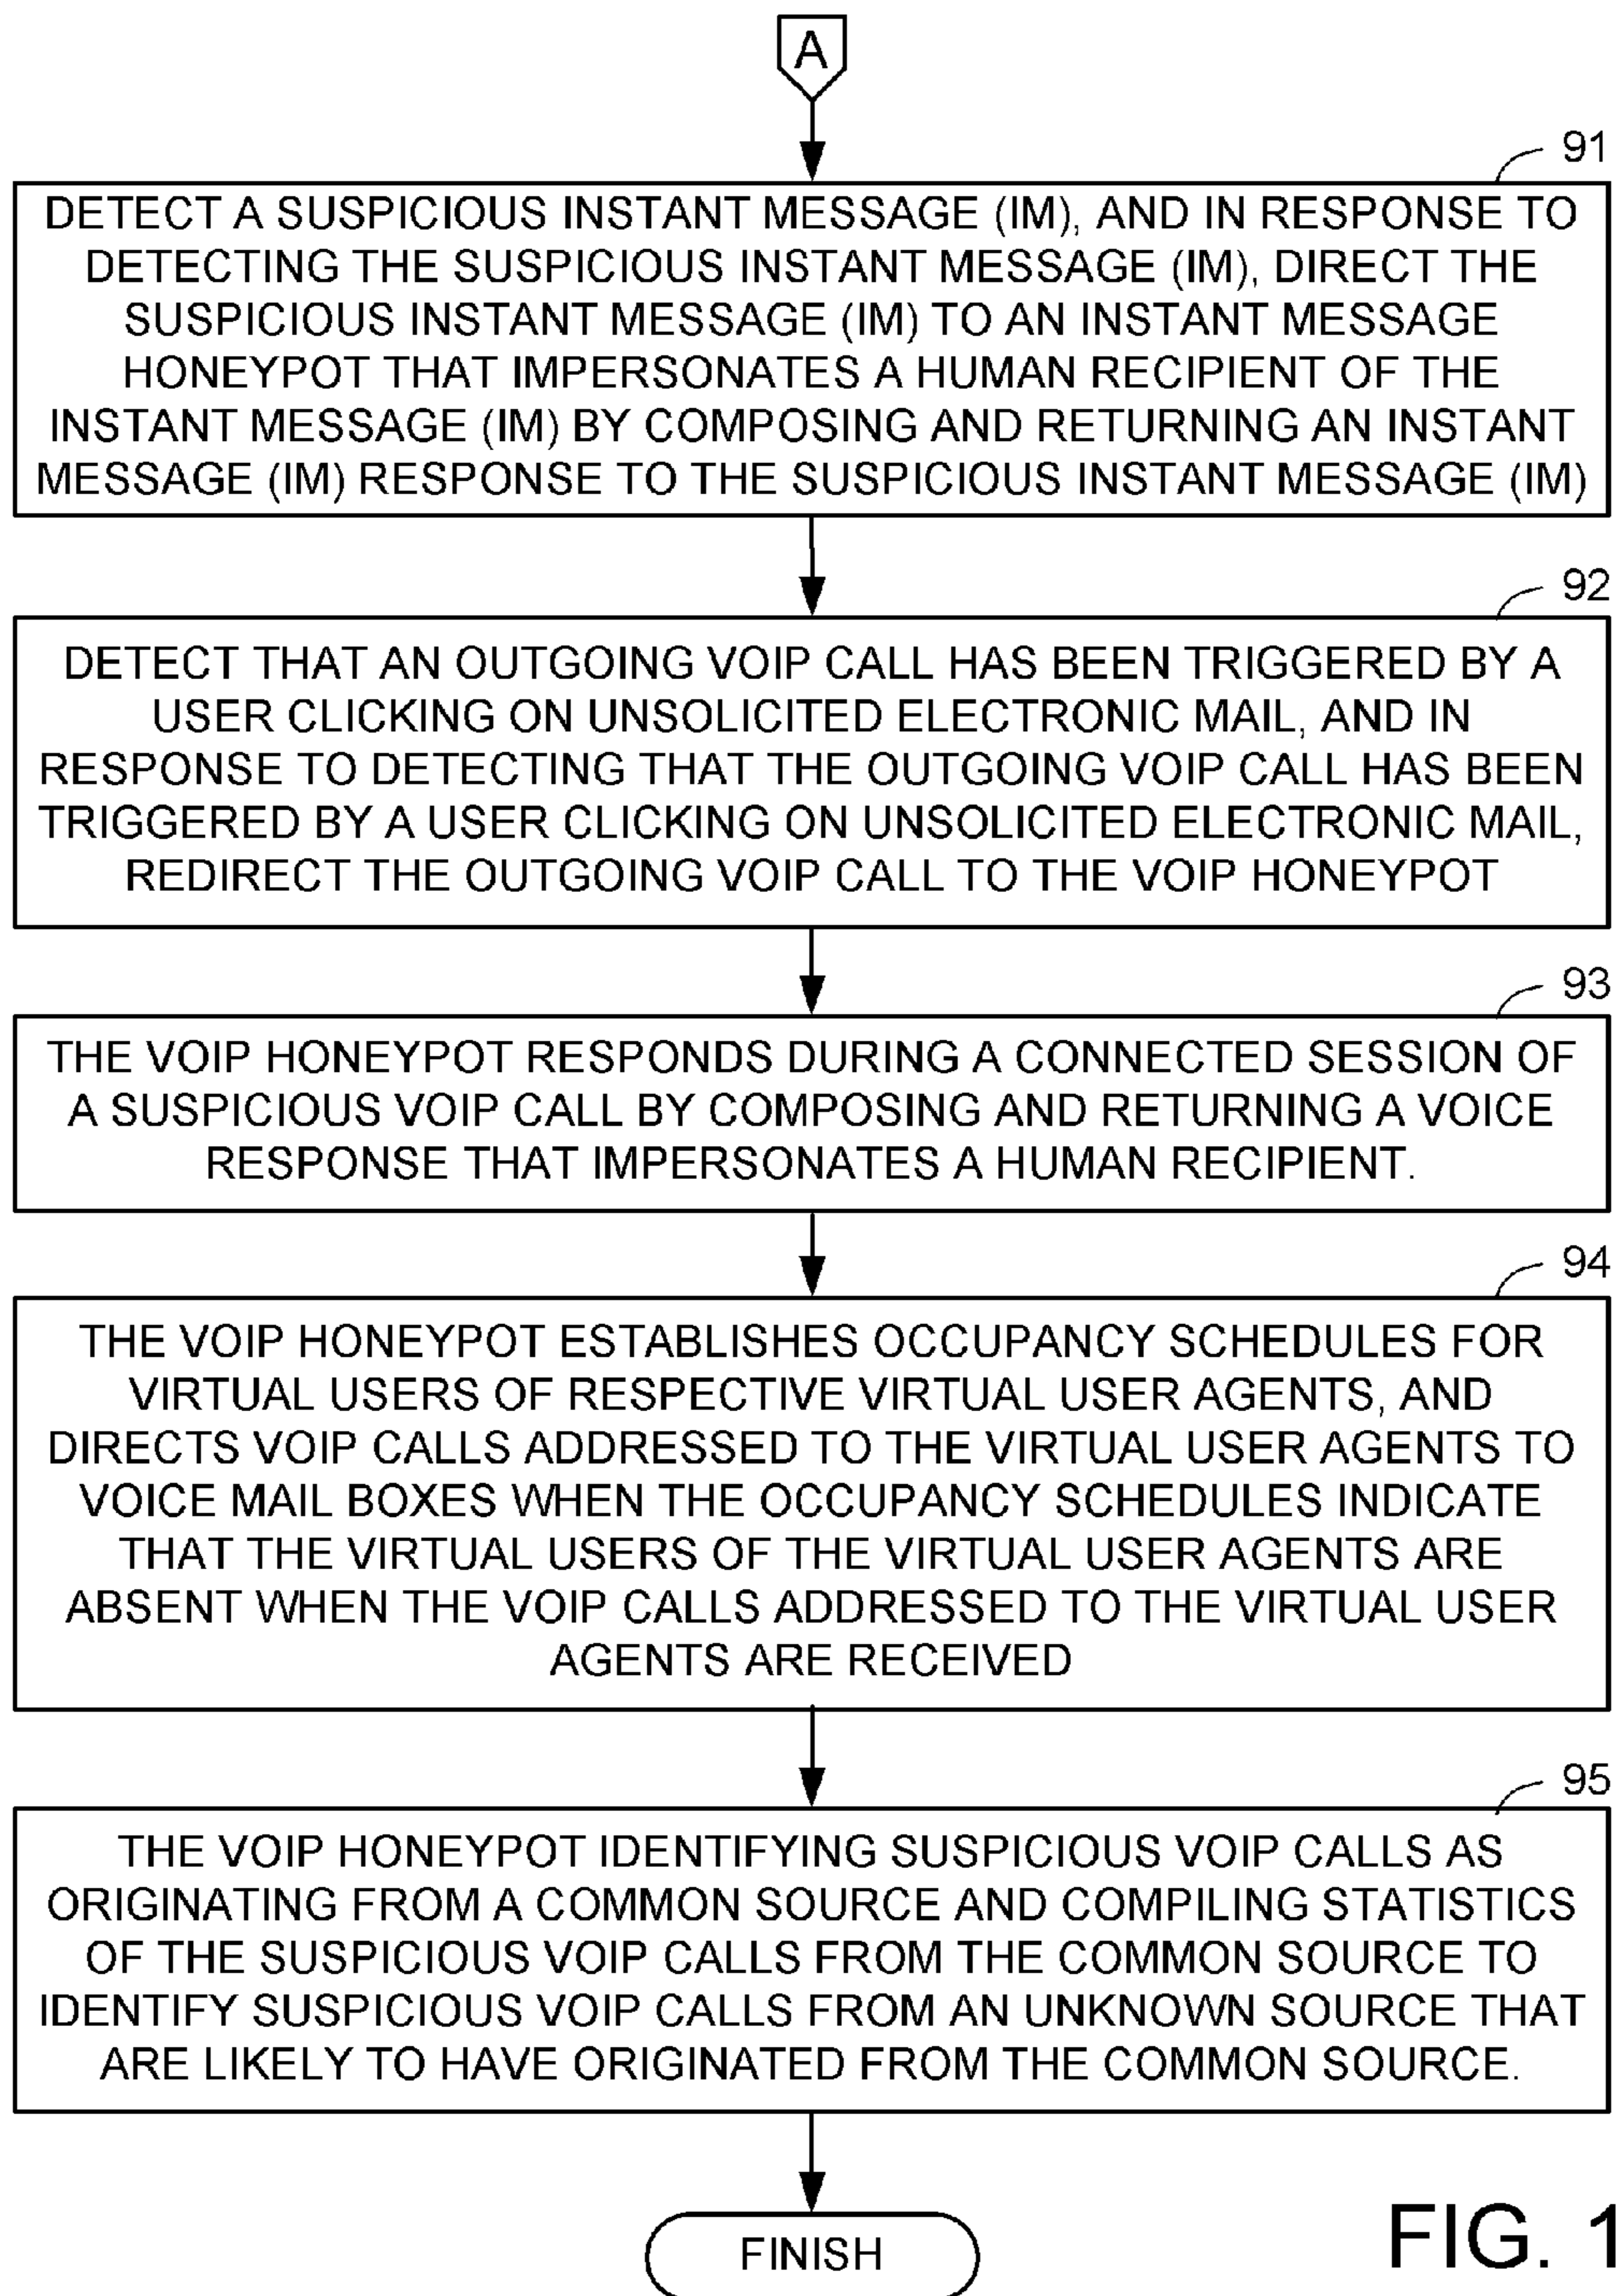 A
91
DETECT A SUSPICIOUS INSTANT MESSAGE (IM), AND IN RESPONSE TO
DETECTING THE SUSPICIOUS INSTANT MESSAGE (IM), DIRECT THE
SUSPICIOUS INSTANT MESSAGE (IM) TO AN INSTANT MESSAGE
HONEYPOT THAT IMPERSONATES A HUMAN RECIPIENT OF THE
INSTANT MESSAGE (IM) BY COMPOSING AND RETURNING AN INSTANT
MESSAGE (IM) RESPONSE TO THE SUSPICIOUS INSTANT MESSAGE (IM)
92
DETECT THAT AN OUTGOING VOIP CALL HAS BEEN TRIGGERED BY A
USER CLICKING ON UNSOLICITED ELECTRONIC MAIL, AND IN
RESPONSE TO DETECTING THAT THE OUTGOING VOIP CALL HAS BEEN
TRIGGERED BY A USER CLICKING ON UNSOLICITED ELECTRONIC MAIL,
REDIRECT THE OUTGOING VOIP CALL TO THE VOIP HONEYPOT
93
THE VOIP HONEYPOT RESPONDS DURING A CONNECTED SESSION OF
A SUSPICIOUS VOIP CALL BY COMPOSING AND RETURNING A VOICE
RESPONSE THAT IMPERSONATES A HUMAN RECIPIENT.
94
THE VOIP HONEYPOT ESTABLISHES OCCUPANCY SCHEDULES FOR
VIRTUAL USERS OF RESPECTIVE VIRTUAL USER AGENTS, AND
DIRECTS VOIP CALLS ADDRESSED TO THE VIRTUAL USER AGENTS TO
VOICE MAIL BOXES WHEN THE OCCUPANCY SCHEDULES INDICATE
THAT THE VIRTUAL USERS OF THE VIRTUAL USER AGENTS ARE
ABSENT WHEN THE VOIP CALLS ADDRESSED TO THE VIRTUAL USER
AGENTS ARE RECEIVED
95
THE VOIP HONEYPOT IDENTIFYING SUSPICIOUS VOIP CALLS AS
ORIGINATING FROM A COMMON SOURCE AND COMPILING STATISTICS
OF THE SUSPICIOUS VOIP CALLS FROM THE COMMON SOURCE TO
IDENTIFY SUSPICIOUS VOIP CALLS FROM AN UNKNOWN SOURCE THAT
ARE LIKELY TO HAVE ORIGINATED FROM THE COMMON SOURCE.
FINISH
FIG. 1